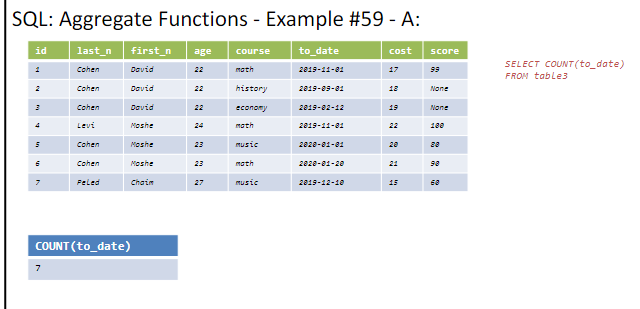 SQL: Aggregate Functions - Example #59 - A:
id last_n first_n age course to_date cost score
1 Cohen David 22 math 2019-11-01 17 99
2 Cohen David 22 history 2019-09-01 18 None
3 Cohen David 22 economy 2019-02-12 19 None
4 Levi Moshe 24 math 2019-11-01 22 100
5 Cohen Moshe 23 music 2020-01-01 20 80
6 Cohen Moshe 23 math 2020-01-20 21 90
7 Peled Chaim 27 music 2019-12-10 15 60
SELECT COUNT(to_date)
FROM table3
COUNT(to_date)
7